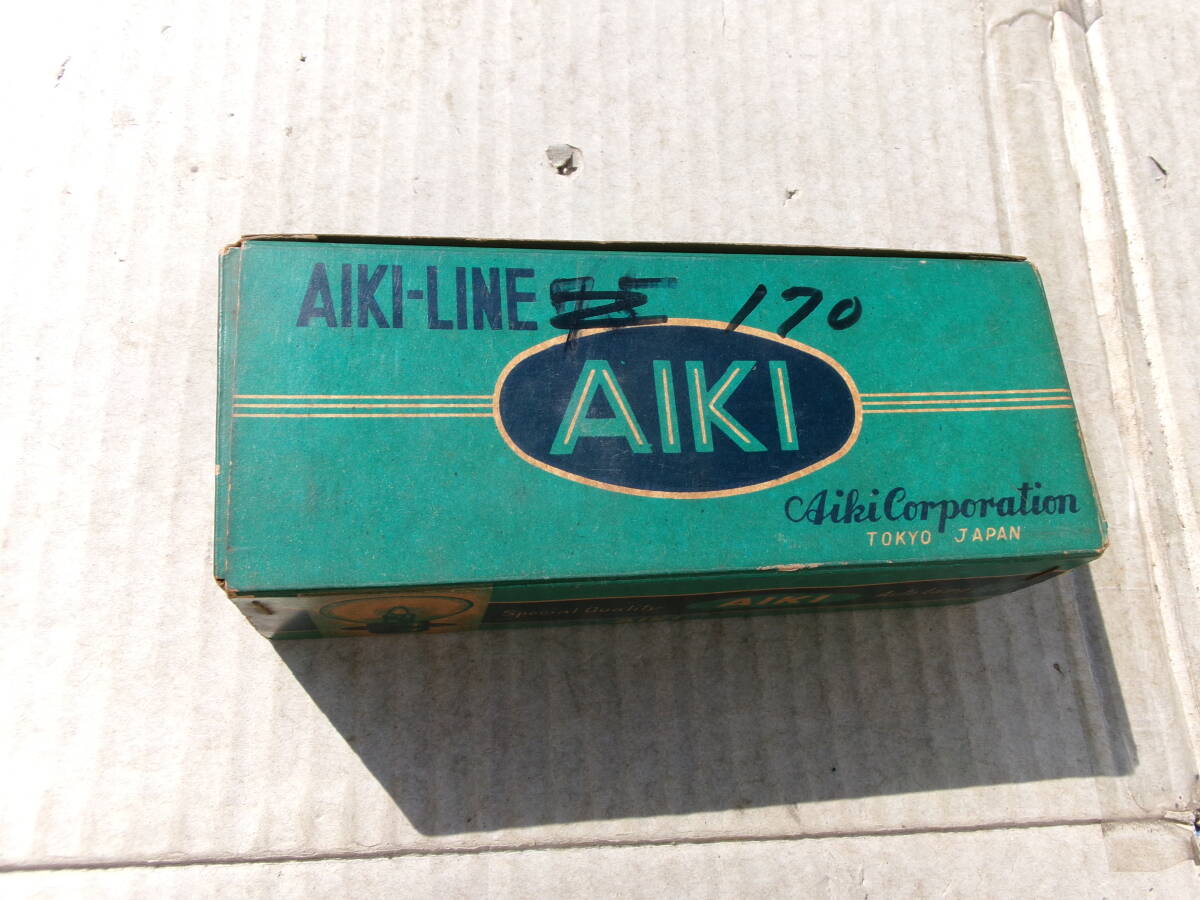 AIKI-LINE 170
AIKI
Aiki Corporation
TOKYO JAPAN
Special Quality AIKI